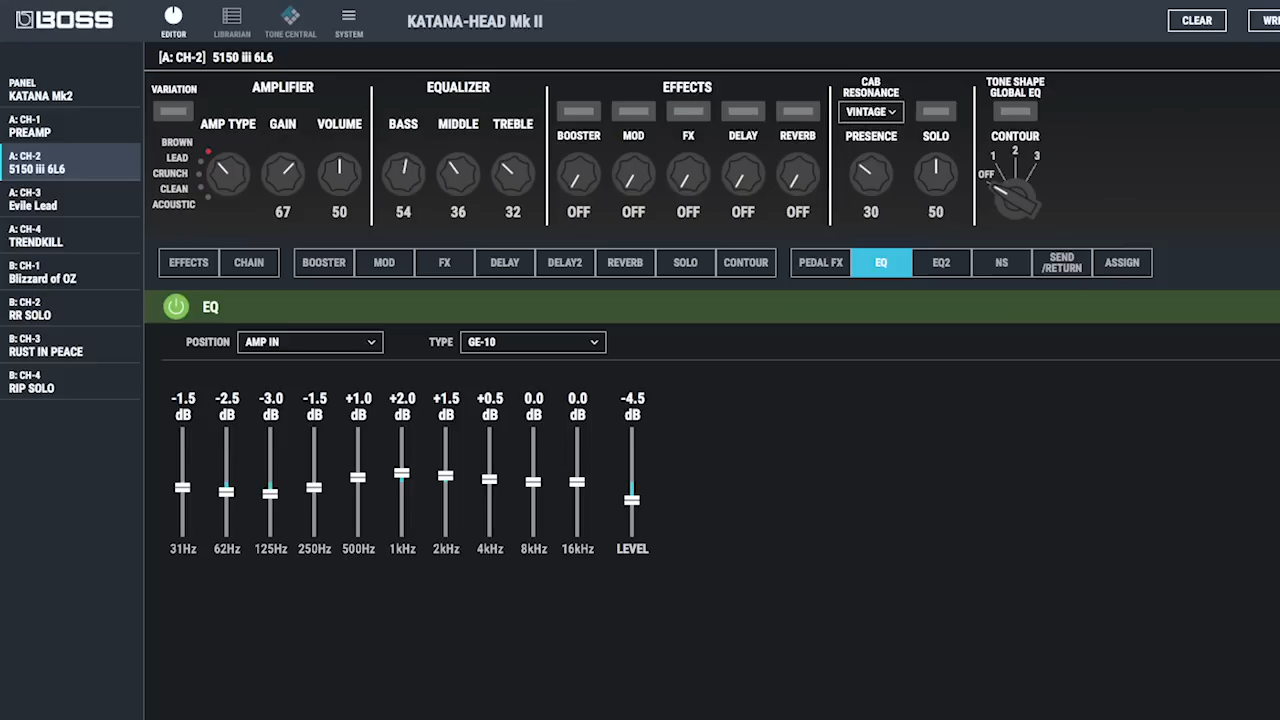 BOSS
EDITOR
LIBRARIAN
TONE CENTRAL
SYSTEM
KATANA-HEAD Mk II
CLEAR
WRI
[A: CH-2] 5150 iii 6L6
PANEL
KATANA Mk2
A: CH-1
PREAMP
A: CH-2
5150 iii 6L6
A: CH-3
Evile Lead
A: CH-4
TRENDKILL
B: CH-1
Blizzard of OZ
B: CH-2
RR SOLO
B: CH-3
RUST IN PEACE
B: CH-4
RIP SOLO
VARIATION
AMPLIFIER
AMP TYPE GAIN VOLUME
BROWN
LEAD
CRUNCH
CLEAN
ACOUSTIC
67 50
EQUALIZER
BASS MIDDLE TREBLE
54 36 32
EFFECTS
BOOSTER MOD FX DELAY REVERB
OFF OFF OFF OFF OFF
CAB
RESONANCE
VINTAGE
PRESENCE SOLO
30 50
TONE SHAPE
GLOBAL EQ
CONTOUR
OFF 1 2 3
EFFECTS CHAIN BOOSTER MOD FX DELAY DELAY2 REVERB SOLO CONTOUR PEDAL FX EQ EQ2 NS SEND /RETURN ASSIGN
EQ
POSITION AMP IN TYPE GE-10
-1.5 -2.5 -3.0 -1.5 +1.0 +2.0 +1.5 +0.5 0.0 0.0 -4.5
dB dB dB dB dB dB dB dB dB dB dB
31Hz 62Hz 125Hz 250Hz 500Hz 1kHz 2kHz 4kHz 8kHz 16kHz LEVEL